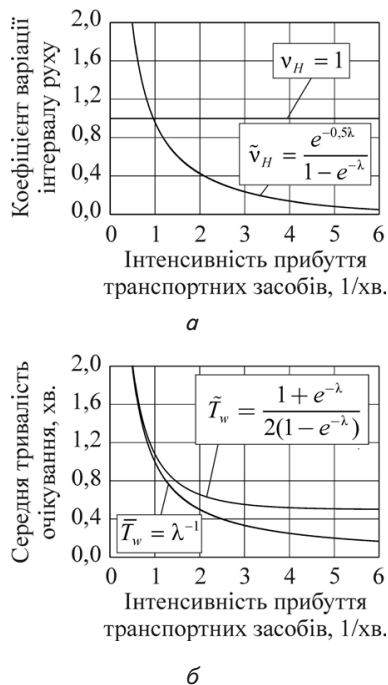 Коефіцієнт варіації
інтервалу руху
2,0
1,6
1,2
0,8
0,4
0,0
ν_H = 1
ν̃_H = e^{-0,5λ} / (1 − e^{-λ})
0 1 2 3 4 5 6
Інтенсивність прибуття
транспортних засобів, 1/хв.
а
Середня тривалість
очікування, хв.
2,0
1,6
1,2
0,8
0,4
0,0
T̃_w = (1 + e^{-λ}) / (2(1 − e^{-λ}))
T̅_w = λ^{-1}
0 1 2 3 4 5 6
Інтенсивність прибуття
транспортних засобів, 1/хв.
б